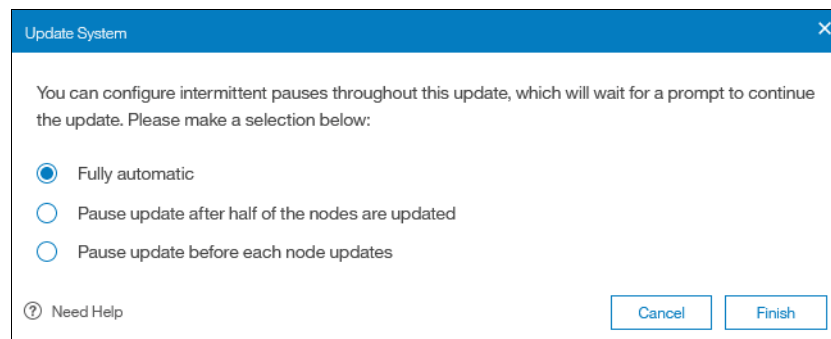 Update System
You can configure intermittent pauses throughout this update, which will wait for a prompt to continue
the update. Please make a selection below:
Fully automatic
Pause update after half of the nodes are updated
Pause update before each node updates
? Need Help
Cancel
Finish